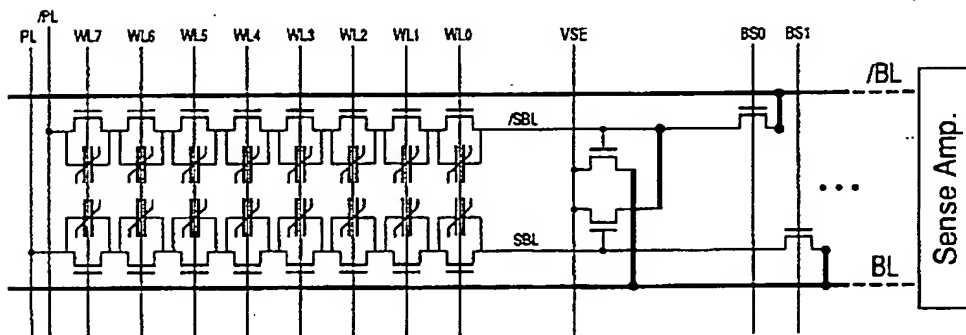 /PL
PL WL7 WL6 WL5 WL4 WL3 WL2 WL1 WL0 VSE BS0 BS1
/BL
/SBL
SBL
BL
Sense Amp.